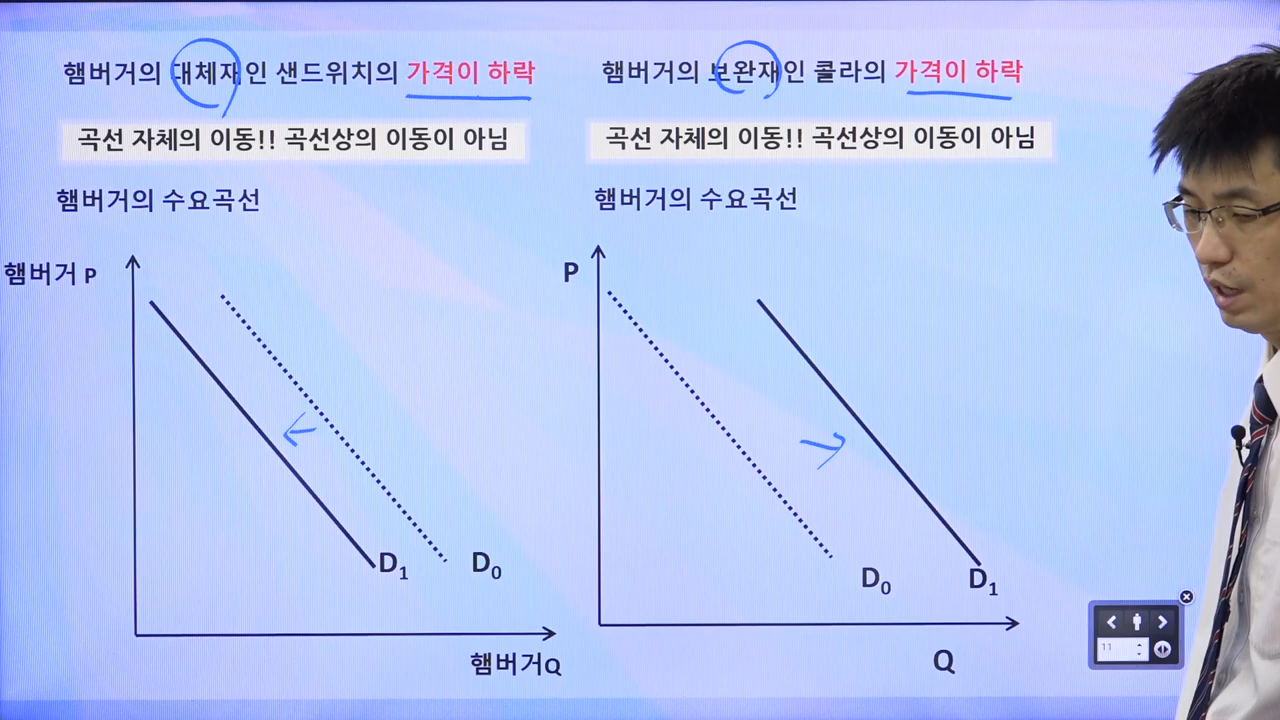 햄버거의 대체재인 샌드위치의 가격이 하락
곡선 자체의 이동!! 곡선상의 이동이 아님
햄버거의 수요곡선
햄버거 P
D1
D0
햄버거Q
햄버거의 보완재인 콜라의 가격이 하락
곡선 자체의 이동!! 곡선상의 이동이 아님
햄버거의 수요곡선
P
D0
D1
Q
11